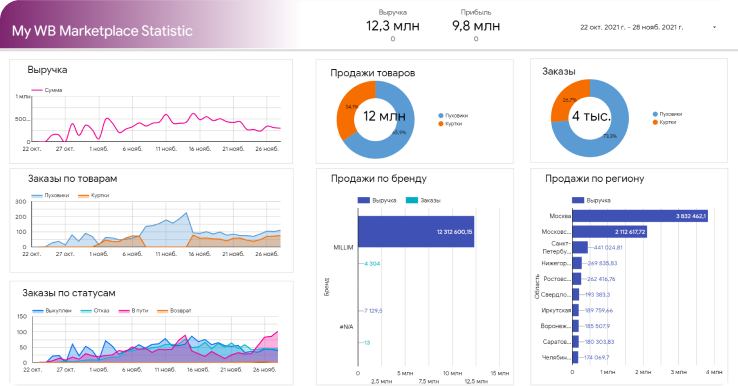 My WB Marketplace Statistic
Выручка
12,3 млн
0
Прибыль
9,8 млн
0
22 окт. 2021 г. - 28 нояб. 2021 г.
Выручка
Сумма
1 млн
500...
0
22 окт. 27 окт. 1 нояб. 6 нояб. 11 нояб. 16 нояб. 21 нояб. 26 нояб.
Продажи товаров
34,1%
12 млн
65,9%
Пуховики
Куртки
Заказы
26,7%
4 тыс.
73,3%
Пуховики
Куртки
Заказы по товарам
Пуховики Куртки
300
200
100
0
22 окт. 27 окт. 1 нояб. 6 нояб. 11 нояб. 16 нояб. 21 нояб. 26 нояб.
Заказы по статусам
Выкуплен Отказ В пути Возврат
150
100
50
0
22 окт. 27 окт. 1 нояб. 6 нояб. 11 нояб. 16 нояб. 21 нояб. 26 нояб.
Продажи по бренду
Выручка Заказы
Бренд
MILLIM
12 312 600,15
4 304
#N/A
7 129,5
13
0 5 млн 10 млн 15 млн
2,5 млн 7,5 млн 12,5 млн
Продажи по региону
Выручка
Область
Москва 3 832 462,1
Московс... 2 112 617,72
Санкт-
Петербу... 441 024,81
Нижегор... 269 835,83
Ростовс... 262 416,76
Свердло... 193 383,3
Иркутская 189 759,66
Воронеж... 185 507,9
Саратов... 180 303,83
Челябин... 174 069,7
0 1 млн 2 млн 3 млн 4 млн